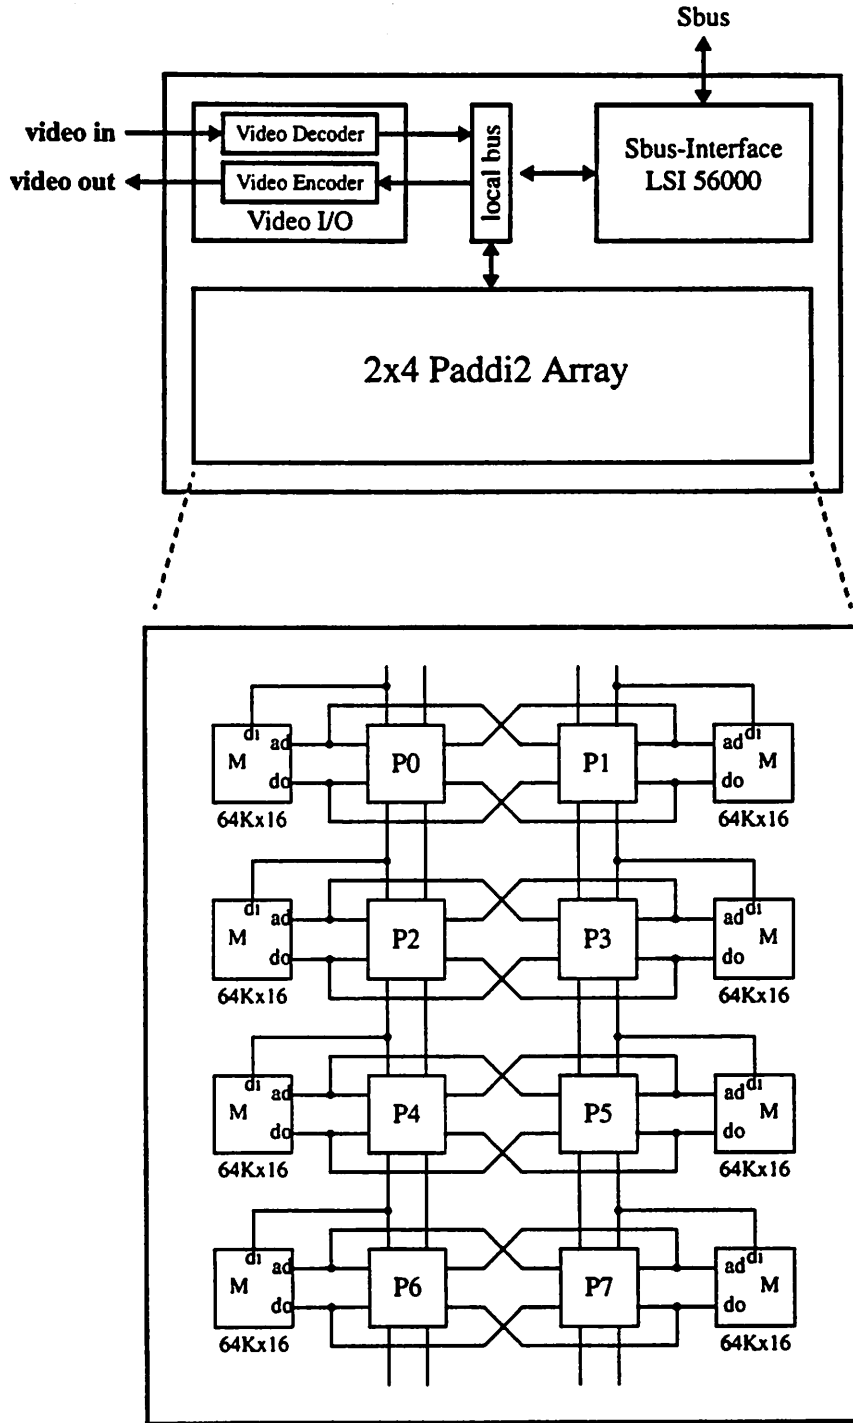 Sbus
video in
Video Decoder
video out
Video Encoder
Video I/O
local bus
Sbus-Interface
LSI 56000
2x4 Paddi2 Array
di
ad
M
do
64Kx16
P0
P1
di
ad
M
do
64Kx16
di
ad
M
do
64Kx16
P2
P3
di
ad
M
do
64Kx16
di
ad
M
do
64Kx16
P4
P5
di
ad
M
do
64Kx16
di
ad
M
do
64Kx16
P6
P7
di
ad
M
do
64Kx16